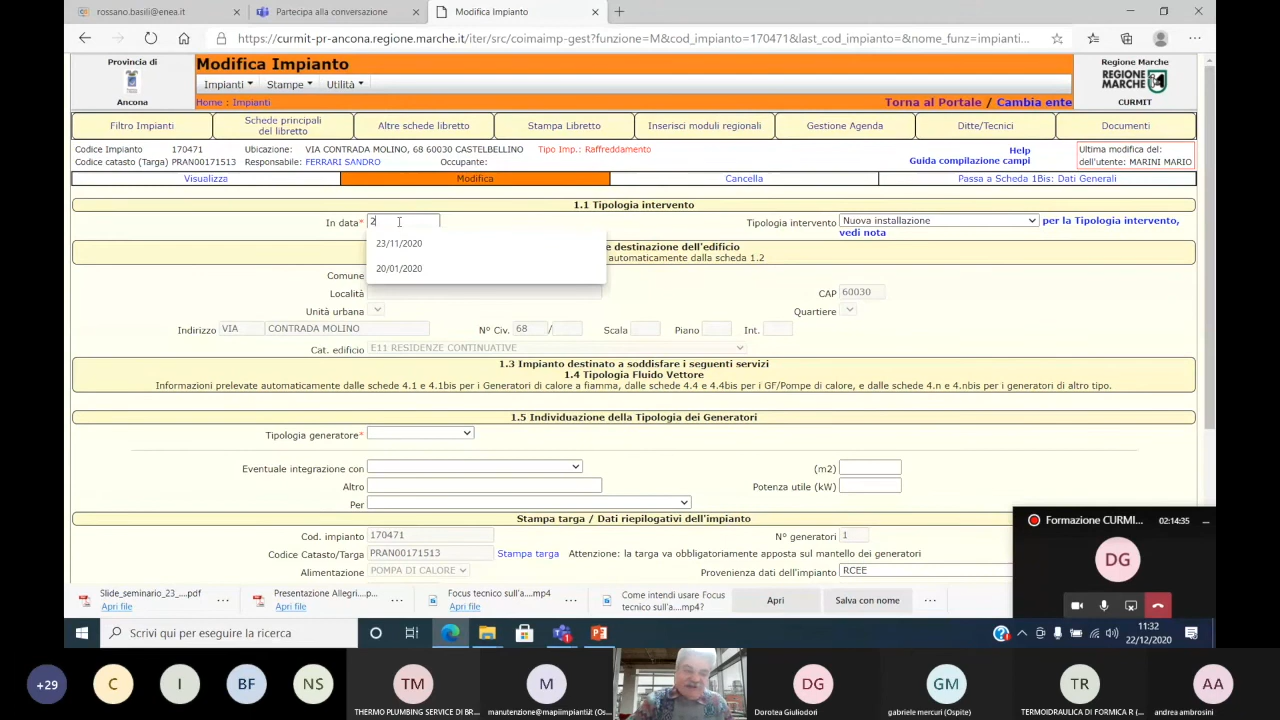 rossano.basili@enea.it
Partecipa alla conversazione
Modifica Impianto
https://curmit-pr-ancona.regione.marche.it/iter/src/coimaimp-gest?funzione=M&cod_impianto=170471&last_cod_impianto=&nome_funz=impianti...
Provincia di
Ancona
Modifica Impianto
Impianti Stampe Utilità
Home : Impianti
Torna al Portale / Cambia ente
Regione Marche
REGIONE MARCHE
CURMIT
Filtro Impianti
Schede principali del libretto
Altre schede libretto
Stampa Libretto
Inserisci moduli regionali
Gestione Agenda
Ditte/Tecnici
Documenti
Codice Impianto 170471 Ubicazione: VIA CONTRADA MOLINO, 68 60030 CASTELBELLINO Tipo Imp.: Raffreddamento
Codice catasto (Targa) PRAN00171513 Responsabile: FERRARI SANDRO Occupante:
Help
Guida compilazione campi
Ultima modifica del:
dell'utente: MARINI MARIO
Visualizza Modifica Cancella Passa a Scheda 1Bis: Dati Generali
1.1 Tipologia intervento
In data* 2 Tipologia intervento Nuova installazione per la Tipologia intervento, vedi nota
23/11/2020
20/01/2020
e destinazione dell'edificio
automaticamente dalla scheda 1.2
Comune
Località CAP 60030
Unità urbana Quartiere
Indirizzo VIA CONTRADA MOLINO N° Civ. 68 / Scala Piano Int.
Cat. edificio E11 RESIDENZE CONTINUATIVE
1.3 Impianto destinato a soddisfare i seguenti servizi
1.4 Tipologia Fluido Vettore
Informazioni prelevate automaticamente dalle schede 4.1 e 4.1bis per i Generatori di calore a fiamma, dalle schede 4.4 e 4.4bis per i GF/Pompe di calore, e dalle schede 4.n e 4.nbis per i generatori di altro tipo.
1.5 Individuazione della Tipologia dei Generatori
Tipologia generatore*
Eventuale integrazione con (m2)
Altro Potenza utile (kW)
Per
Stampa targa / Dati riepilogativi dell'impianto
Cod. impianto 170471 N° generatori 1
Codice Catasto/Targa PRAN00171513 Stampa targa Attenzione: la targa va obbligatoriamente apposta sul mantello dei generatori
Alimentazione POMPA DI CALORE Provenienza dati dell'impianto RCEE
Formazione CURMI... 02:14:35
DG
Slide_seminario_23_....pdf
Apri file
Presentazione Allegri....p...
Apri file
Focus tecnico sull'a....mp4
Apri file
Come intendi usare Focus tecnico sull'a....mp4?
Apri
Salva con nome
Scrivi qui per eseguire la ricerca
11:32
22/12/2020
+29
C
I
BF
NS
TM
THERMO PLUMBING SERVICE DI BR...
M
manutenzione@mapiimpianti.it (Os...
DG
Dorotea Giuliodori
GM
gabriele mercuri (Ospite)
TR
TERMOIDRAULICA DI FORMICA R (...
AA
andrea ambrosini